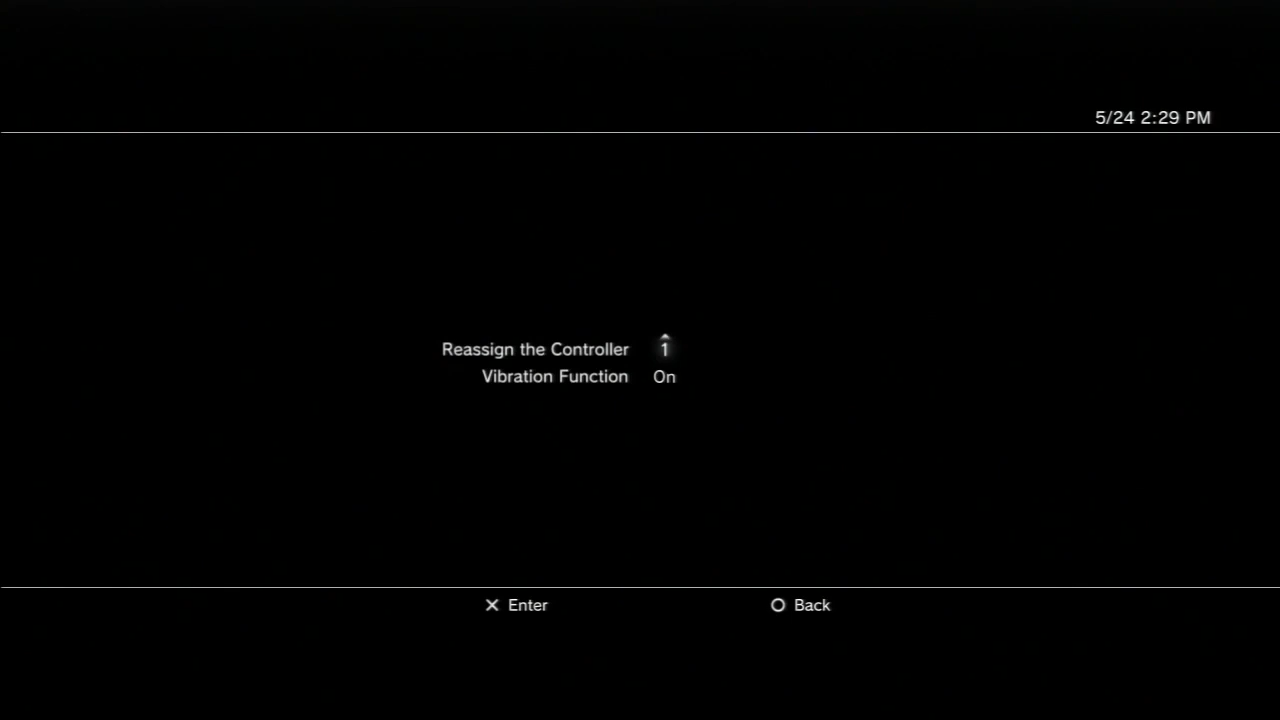 5/24 2:29 PM
Reassign the Controller 1
Vibration Function On
Enter Back